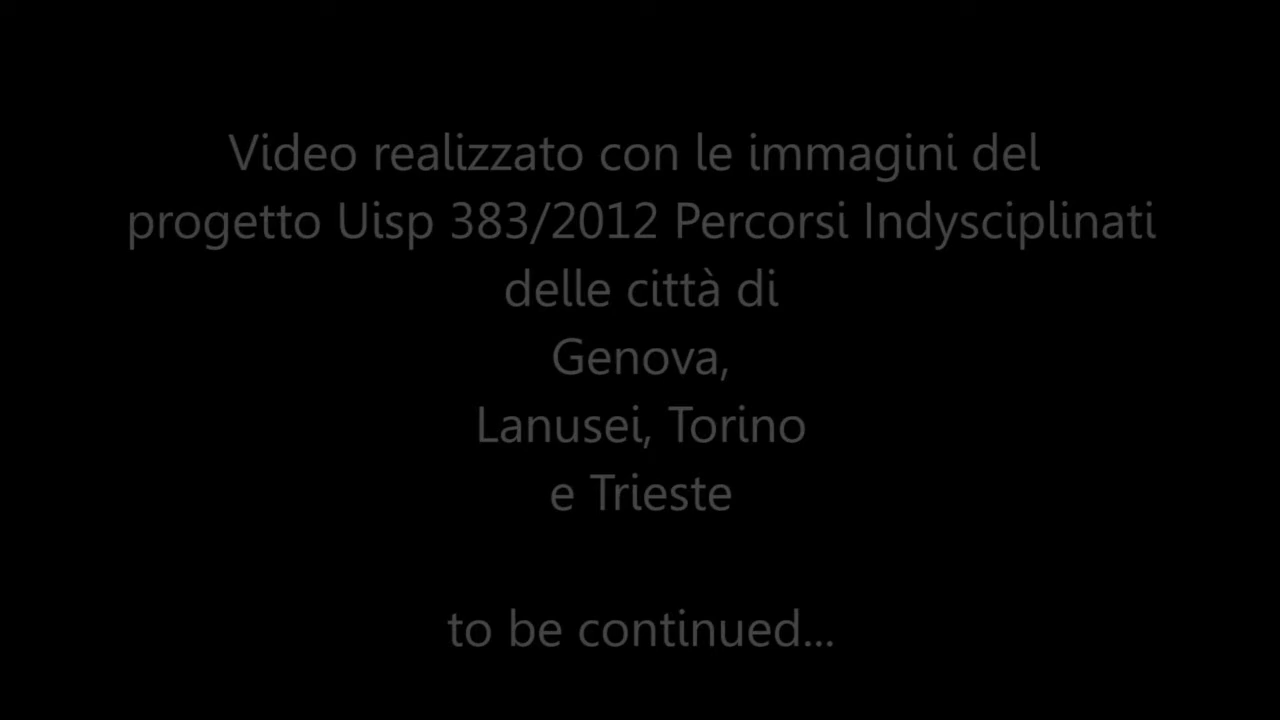 Video realizzato con le immagini del
progetto Uisp 383/2012 Percorsi Indysciplinati
delle città di
Genova,
Lanusei, Torino
e Trieste
to be continued...